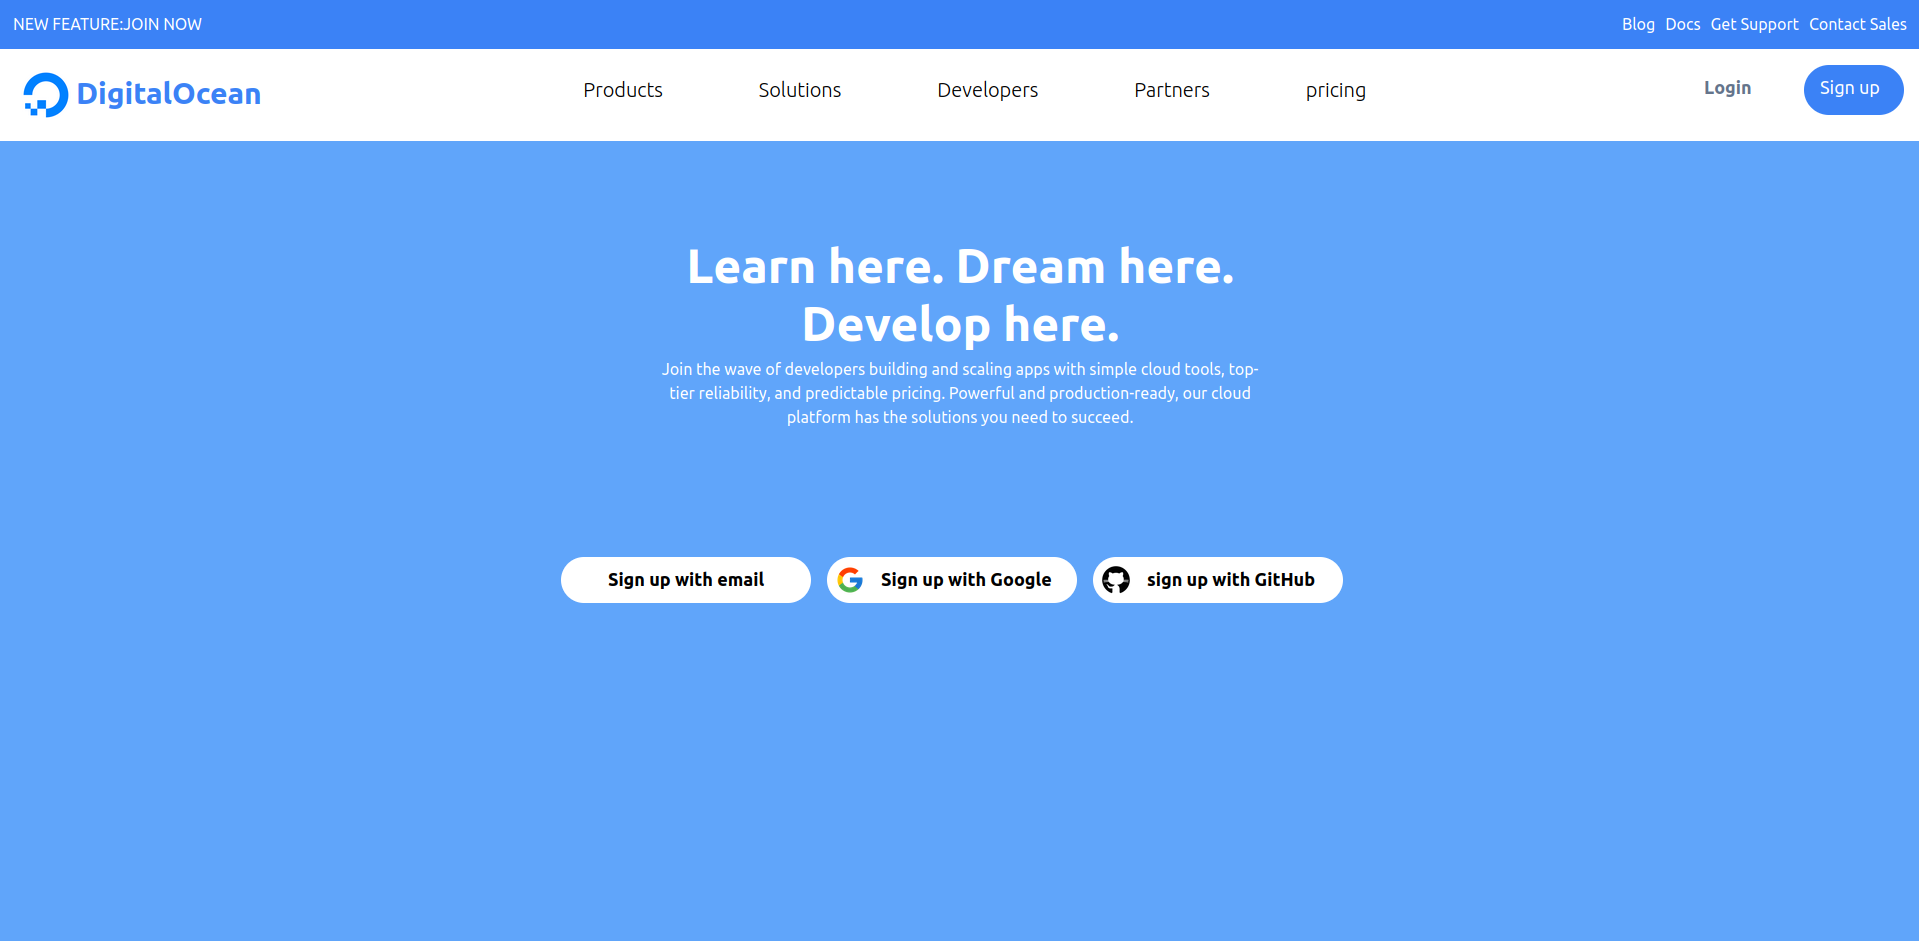 NEW FEATURE:JOIN NOW
Blog Docs Get Support Contact Sales
DigitalOcean
Products Solutions Developers Partners pricing
Login Sign up
Learn here. Dream here.
Develop here.
Join the wave of developers building and scaling apps with simple cloud tools, top-
tier reliability, and predictable pricing. Powerful and production-ready, our cloud
platform has the solutions you need to succeed.
Sign up with email
Sign up with Google
sign up with GitHub